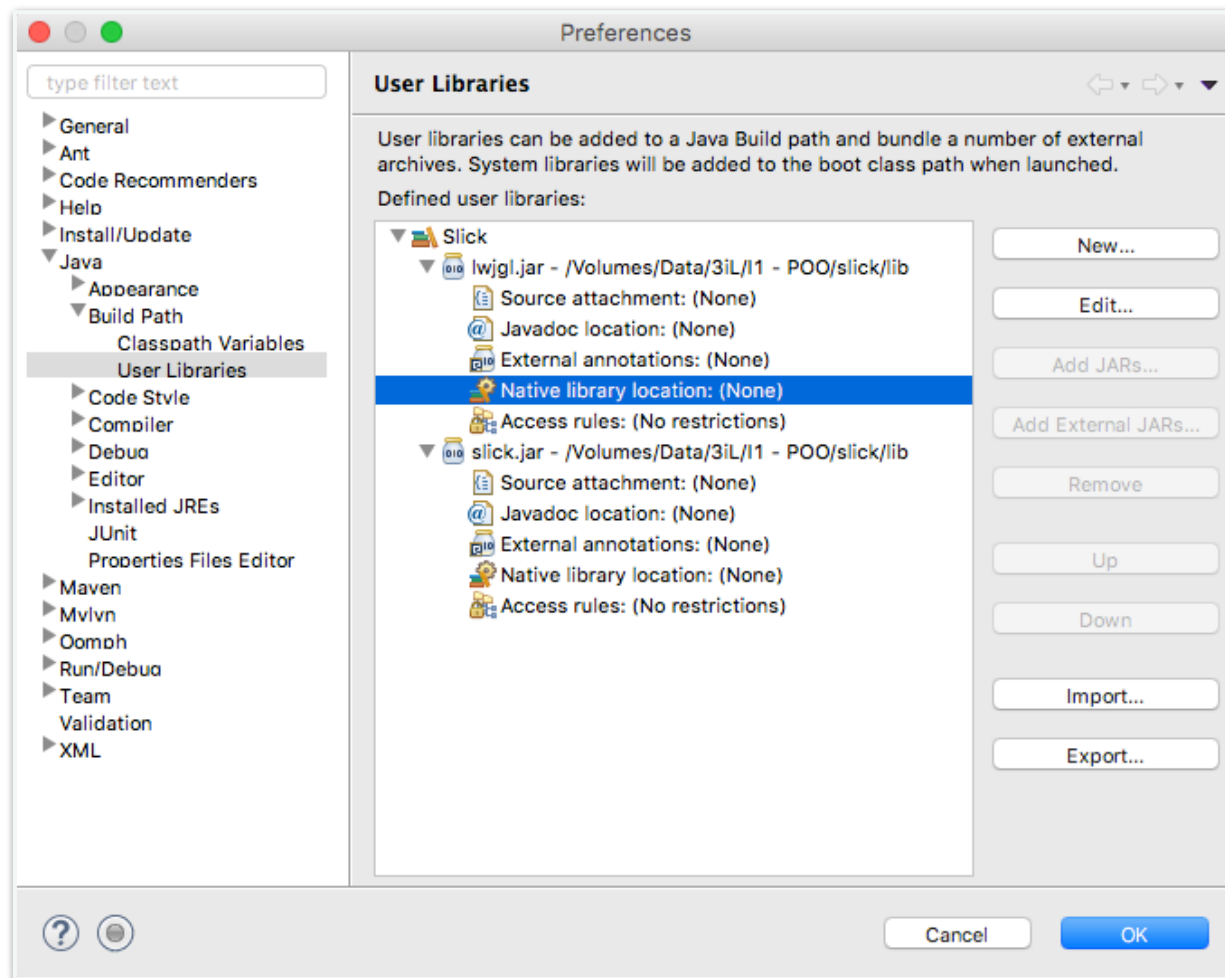 Preferences
type filter text
General
Ant
Code Recommenders
Help
Install/Update
Java
Appearance
Build Path
Classpath Variables
User Libraries
Code Style
Compiler
Debug
Editor
Installed JREs
JUnit
Properties Files Editor
Maven
Mylyn
Oomph
Run/Debug
Team
Validation
XML
User Libraries
User libraries can be added to a Java Build path and bundle a number of external
archives. System libraries will be added to the boot class path when launched.
Defined user libraries:
Slick
lwjgl.jar - /Volumes/Data/3iL/I1 - POO/slick/lib
Source attachment: (None)
Javadoc location: (None)
External annotations: (None)
Native library location: (None)
Access rules: (No restrictions)
slick.jar - /Volumes/Data/3iL/I1 - POO/slick/lib
Source attachment: (None)
Javadoc location: (None)
External annotations: (None)
Native library location: (None)
Access rules: (No restrictions)
New...
Edit...
Add JARs...
Add External JARs...
Remove
Up
Down
Import...
Export...
?
Cancel
OK